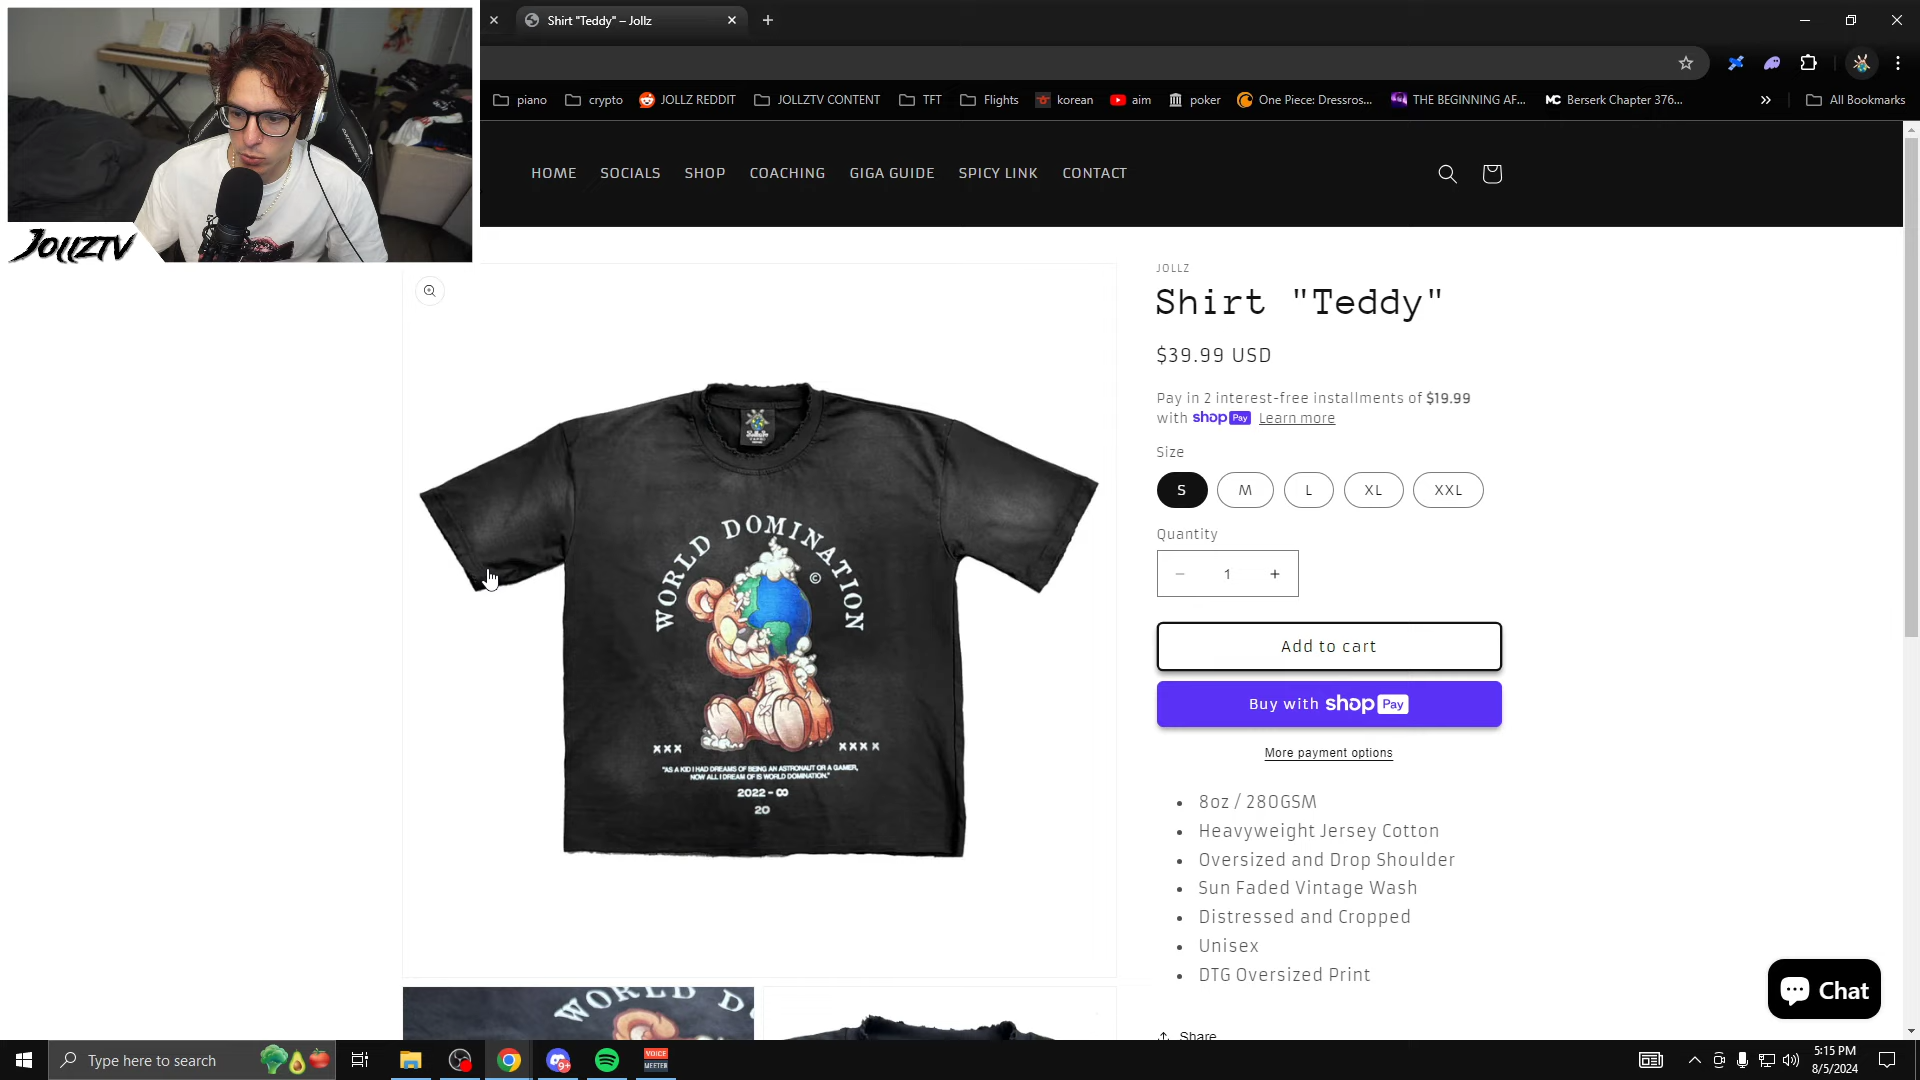 Shirt "Teddy" – Jollz
piano
crypto
JOLLZ REDDIT
JOLLZTV CONTENT
TFT
Flights
korean
aim
poker
One Piece: Dressros...
THE BEGINNING AF...
MC Berserk Chapter 376...
All Bookmarks
JOLLZTV
HOME
SOCIALS
SHOP
COACHING
GIGA GUIDE
SPICY LINK
CONTACT
JOLLZ
Shirt "Teddy"
$39.99 USD
Pay in 2 interest-free installments of $19.99
with shop Pay Learn more
Size
S
M
L
XL
XXL
Quantity
− 1 +
Add to cart
Buy with shop Pay
More payment options
8oz / 280GSM
Heavyweight Jersey Cotton
Oversized and Drop Shoulder
Sun Faded Vintage Wash
Distressed and Cropped
Unisex
DTG Oversized Print
Share
WORLD DOMINATION
©
XXX
XXXX
"AS A KID I HAD DREAMS OF BEING AN ASTRONAUT OR A GAMER,
NOW ALL I DREAM OF IS WORLD DOMINATION."
2022 - ∞
20
WORLD D
Chat
Type here to search
9+
VOICE
MEETER
5:15 PM
8/5/2024